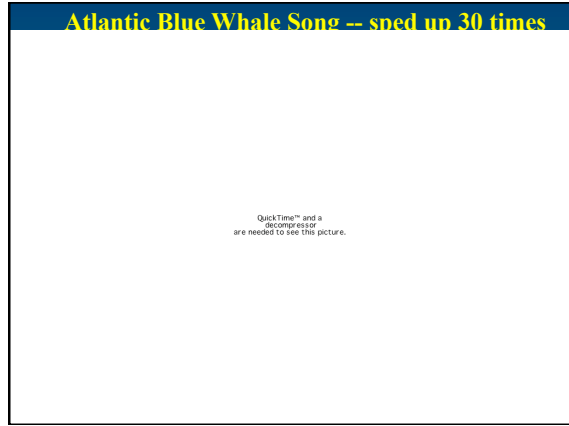 Atlantic Blue Whale Song -- sped up 30 times
QuickTime™ and a
decompressor
are needed to see this picture.